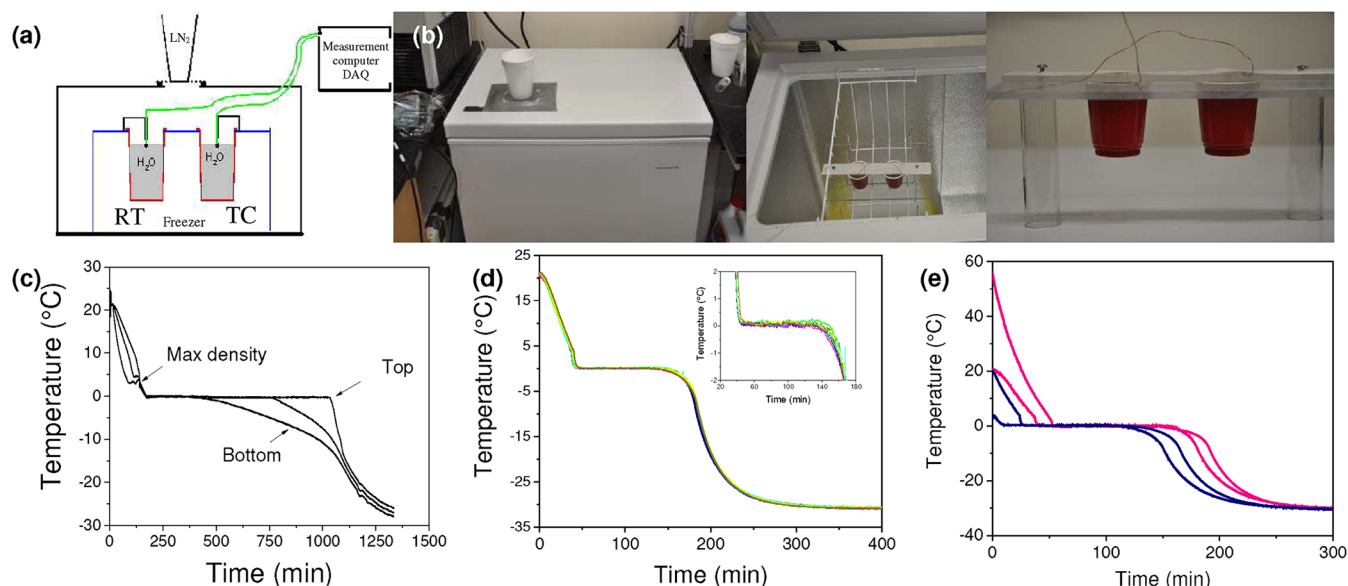 (a)
LN2
Measurement
computer
DAQ
H2O
H2O
RT
TC
Freezer
(b)
(c)
Temperature (°C)
30
20
10
0
-10
-20
-30
Max density
Top
Bottom
0
250
500
750
1000
1250
1500
Time (min)
(d)
Temperature (°C)
25
15
5
-5
-15
-25
-35
0
100
200
300
400
Time (min)
Temperature (°C)
2
1
0
-1
-2
20
60
100
140
180
Time (min)
(e)
Temperature (°C)
60
40
20
0
-20
-40
0
100
200
300
Time (min)